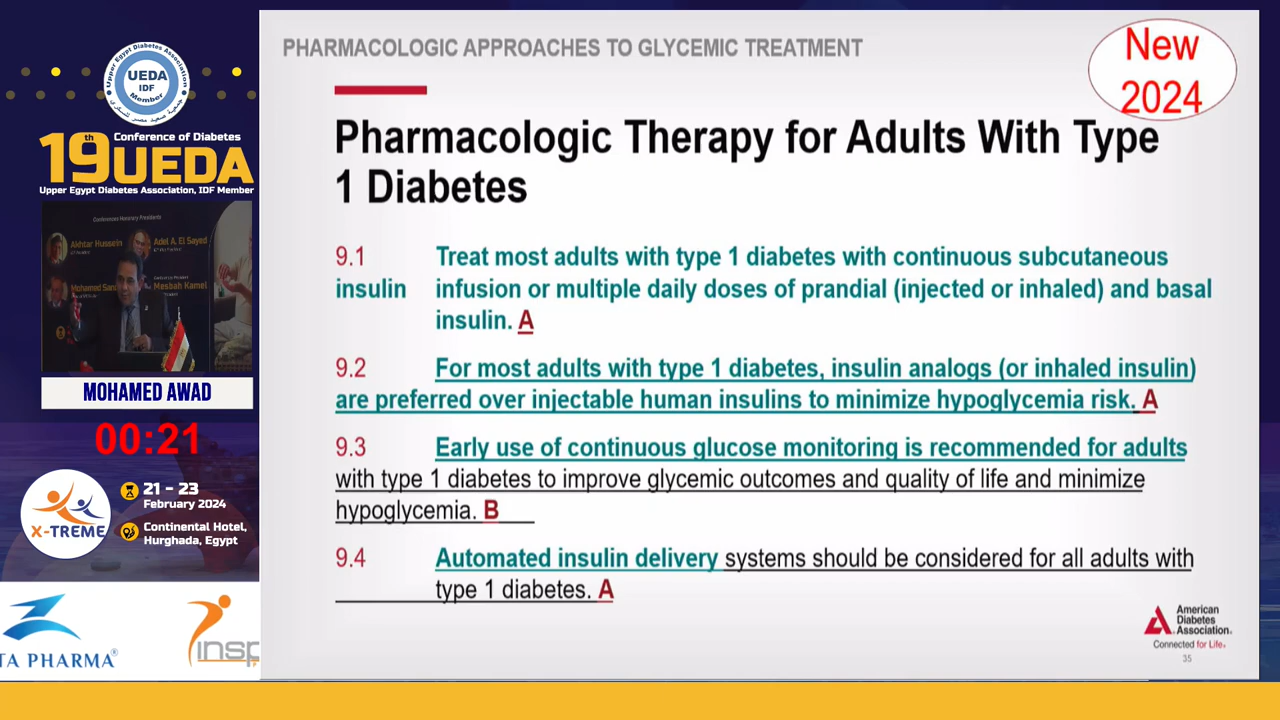 PHARMACOLOGIC APPROACHES TO GLYCEMIC TREATMENT
New
2024
Pharmacologic Therapy for Adults With Type
1 Diabetes
9.1 Treat most adults with type 1 diabetes with continuous subcutaneous
insulin infusion or multiple daily doses of prandial (injected or inhaled) and basal
insulin. A
9.2 For most adults with type 1 diabetes, insulin analogs (or inhaled insulin)
are preferred over injectable human insulins to minimize hypoglycemia risk. A
9.3 Early use of continuous glucose monitoring is recommended for adults
with type 1 diabetes to improve glycemic outcomes and quality of life and minimize
hypoglycemia. B
9.4 Automated insulin delivery systems should be considered for all adults with
type 1 diabetes. A
American
Diabetes
Association.
Connected for Life.
35
Upper Egypt Diabetes Association
UEDA
IDF
Member
19th Conference of Diabetes
UEDA
Upper Egypt Diabetes Association, IDF Member
Conferences Honorary Presidents
Akhtar Hussein
Adel A. El Sayed
Mohamed
Mesbah Kamel
MOHAMED AWAD
00:21
X-TREME
21 - 23
February 2024
Continental Hotel,
Hurghada, Egypt
TA PHARMA®
insp